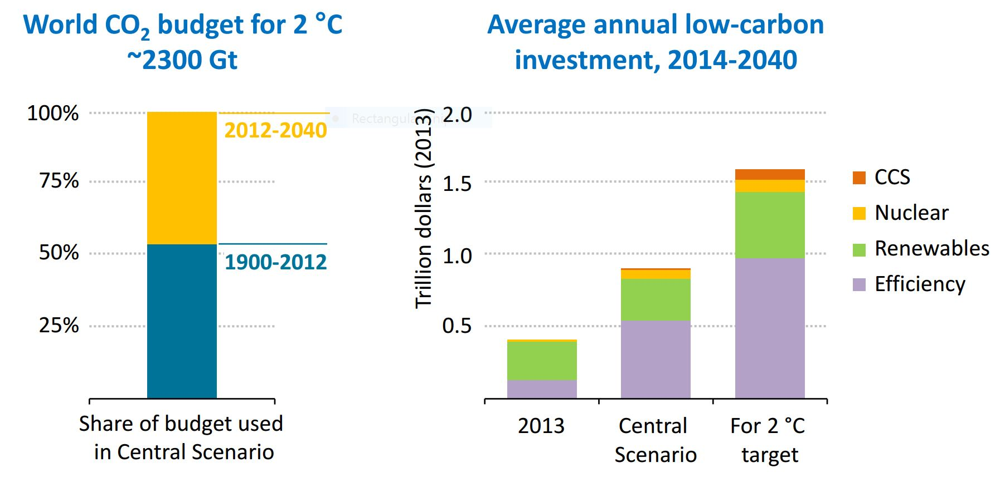 World CO₂ budget for 2 °C
~2300 Gt
100%
75%
50%
25%
2012-2040
1900-2012
Share of budget used
in Central Scenario
Average annual low-carbon
investment, 2014-2040
Trillion dollars (2013)
2.0
1.5
1.0
0.5
2013
Central
Scenario
For 2 °C
target
CCS
Nuclear
Renewables
Efficiency